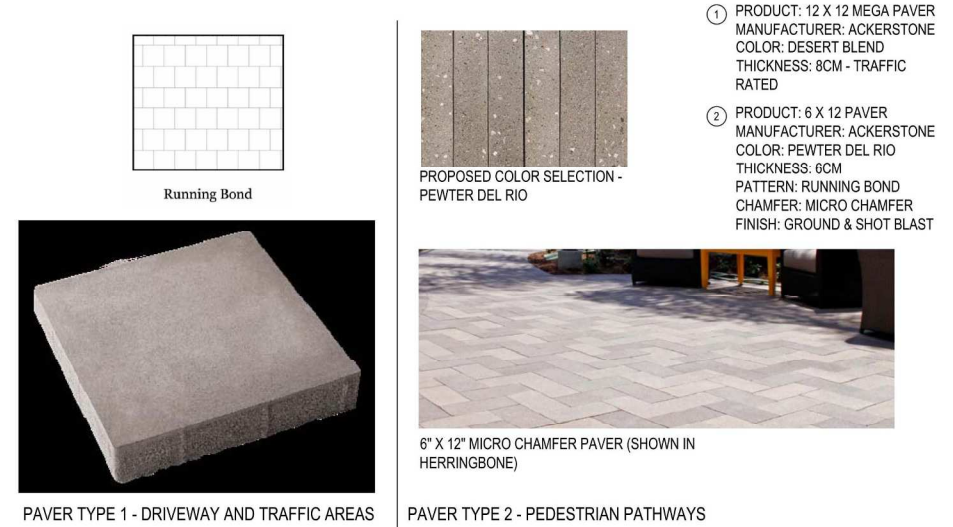 Running Bond
PAVER TYPE 1 - DRIVEWAY AND TRAFFIC AREAS
PROPOSED COLOR SELECTION -
PEWTER DEL RIO
6" X 12" MICRO CHAMFER PAVER (SHOWN IN
HERRINGBONE)
PAVER TYPE 2 - PEDESTRIAN PATHWAYS
1 PRODUCT: 12 X 12 MEGA PAVER
MANUFACTURER: ACKERSTONE
COLOR: DESERT BLEND
THICKNESS: 8CM - TRAFFIC
RATED
2 PRODUCT: 6 X 12 PAVER
MANUFACTURER: ACKERSTONE
COLOR: PEWTER DEL RIO
THICKNESS: 6CM
PATTERN: RUNNING BOND
CHAMFER: MICRO CHAMFER
FINISH: GROUND & SHOT BLAST